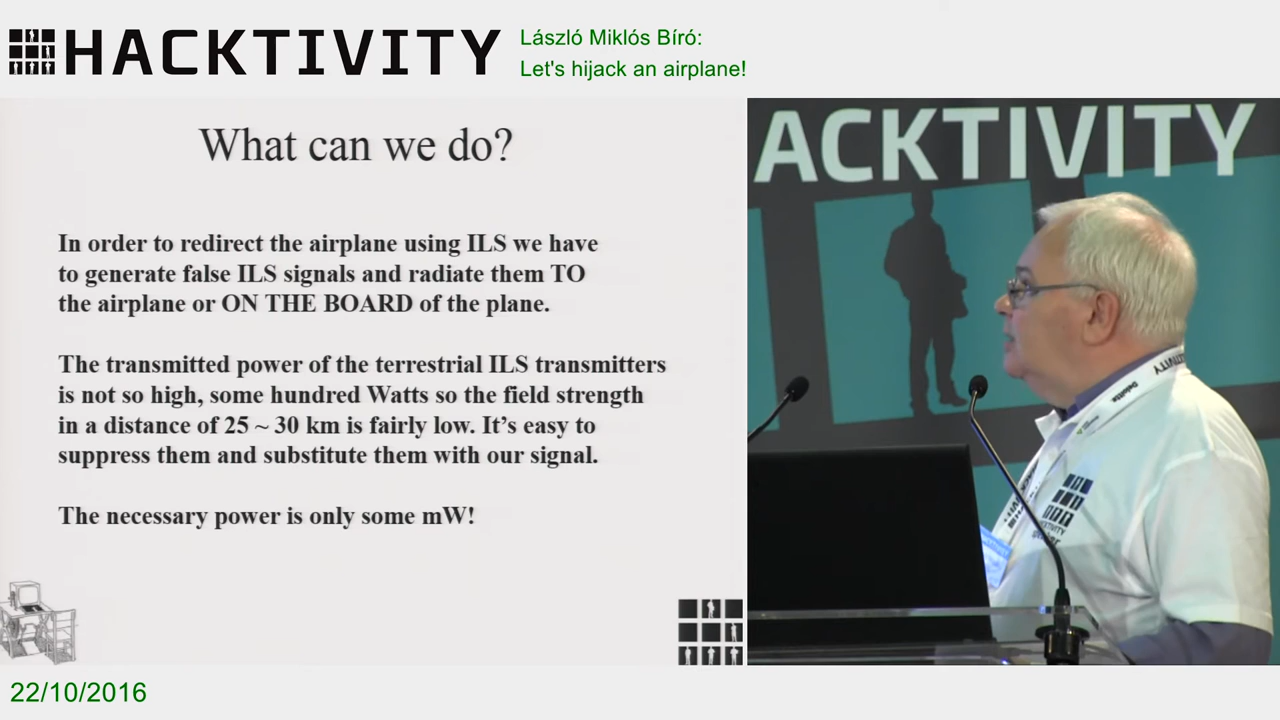 HACKTIVITY
László Miklós Bíró:
Let's hijack an airplane!
What can we do?
In order to redirect the airplane using ILS we have
to generate false ILS signals and radiate them TO
the airplane or ON THE BOARD of the plane.
The transmitted power of the terrestrial ILS transmitters
is not so high, some hundred Watts so the field strength
in a distance of 25 ~ 30 km is fairly low. It's easy to
suppress them and substitute them with our signal.
The necessary power is only some mW!
ACKTIVITY
Deloitte
22/10/2016